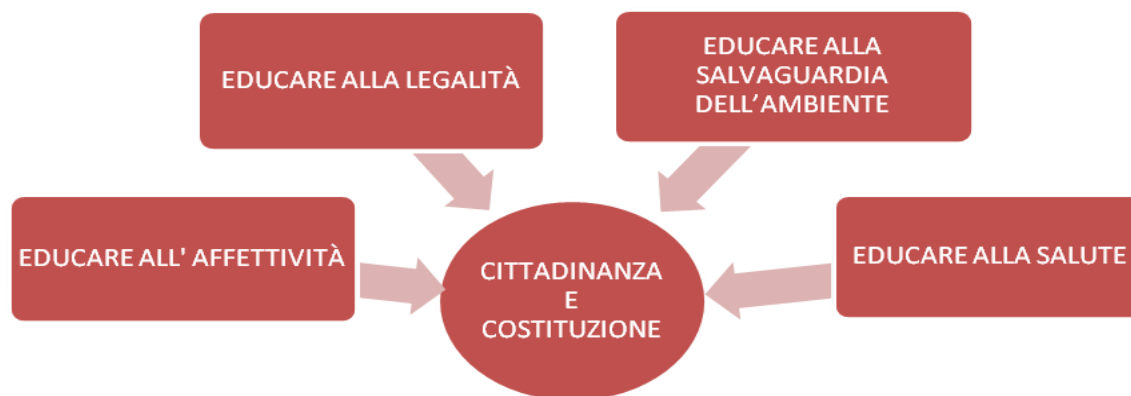 EDUCARE ALLA LEGALITÀ
EDUCARE ALLA
SALVAGUARDIA
DELL’AMBIENTE
EDUCARE ALL' AFFETTIVITÀ
CITTADINANZA
E
COSTITUZIONE
EDUCARE ALLA SALUTE